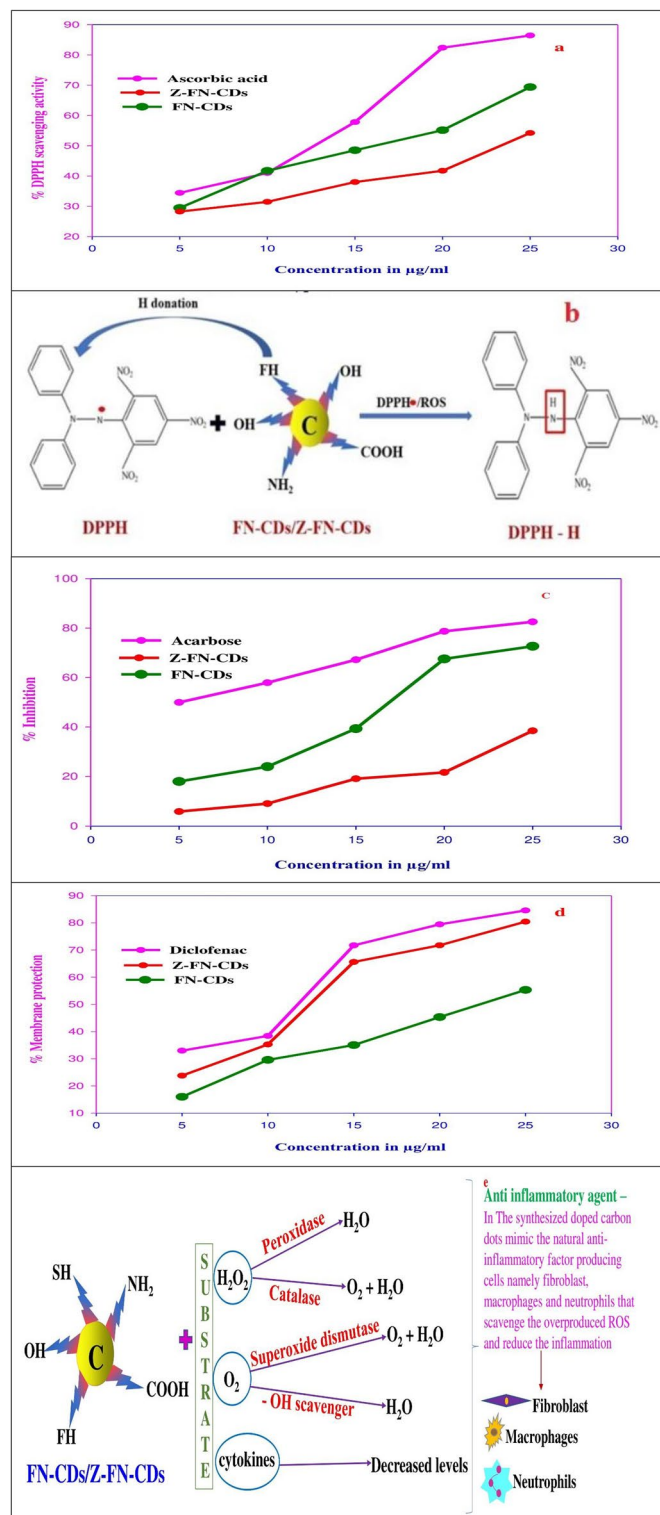 90
80
70
60
50
40
30
20
% DPPH scavenging activity
a
Ascorbic acid
Z-FN-CDs
FN-CDs
0 5 10 15 20 25 30
Concentration in µg/ml
H donation
b
FH
OH
OH
C
COOH
NH2
NO2
N
N
NO2
NO2
DPPH•/ROS
NO2
H
N
N
NO2
NO2
DPPH
FN-CDs/Z-FN-CDs
DPPH - H
100
80
60
40
20
0
% Inhibition
C
Acarbose
Z-FN-CDs
FN-CDs
0 5 10 15 20 25 30
Concentration in µg/ml
90
80
70
60
50
40
30
20
10
% Membrane protection
d
Diclofenac
Z-FN-CDs
FN-CDs
0 5 10 15 20 25 30
Concentration in µg/ml
SH
NH2
OH
C
COOH
FH
FN-CDs/Z-FN-CDs
SUBSTRATE
H2O2
Peroxidase
H2O
Catalase
O2 + H2O
O2
Superoxide dismutase
O2 + H2O
- OH scavenger
H2O
cytokines
Decreased levels
e
Anti inflammatory agent –
In The synthesized doped carbon
dots mimic the natural anti-
inflammatory factor producing
cells namely fibroblast,
macrophages and neutrophils that
scavenge the overproduced ROS
and reduce the inflammation
Fibroblast
Macrophages
Neutrophils